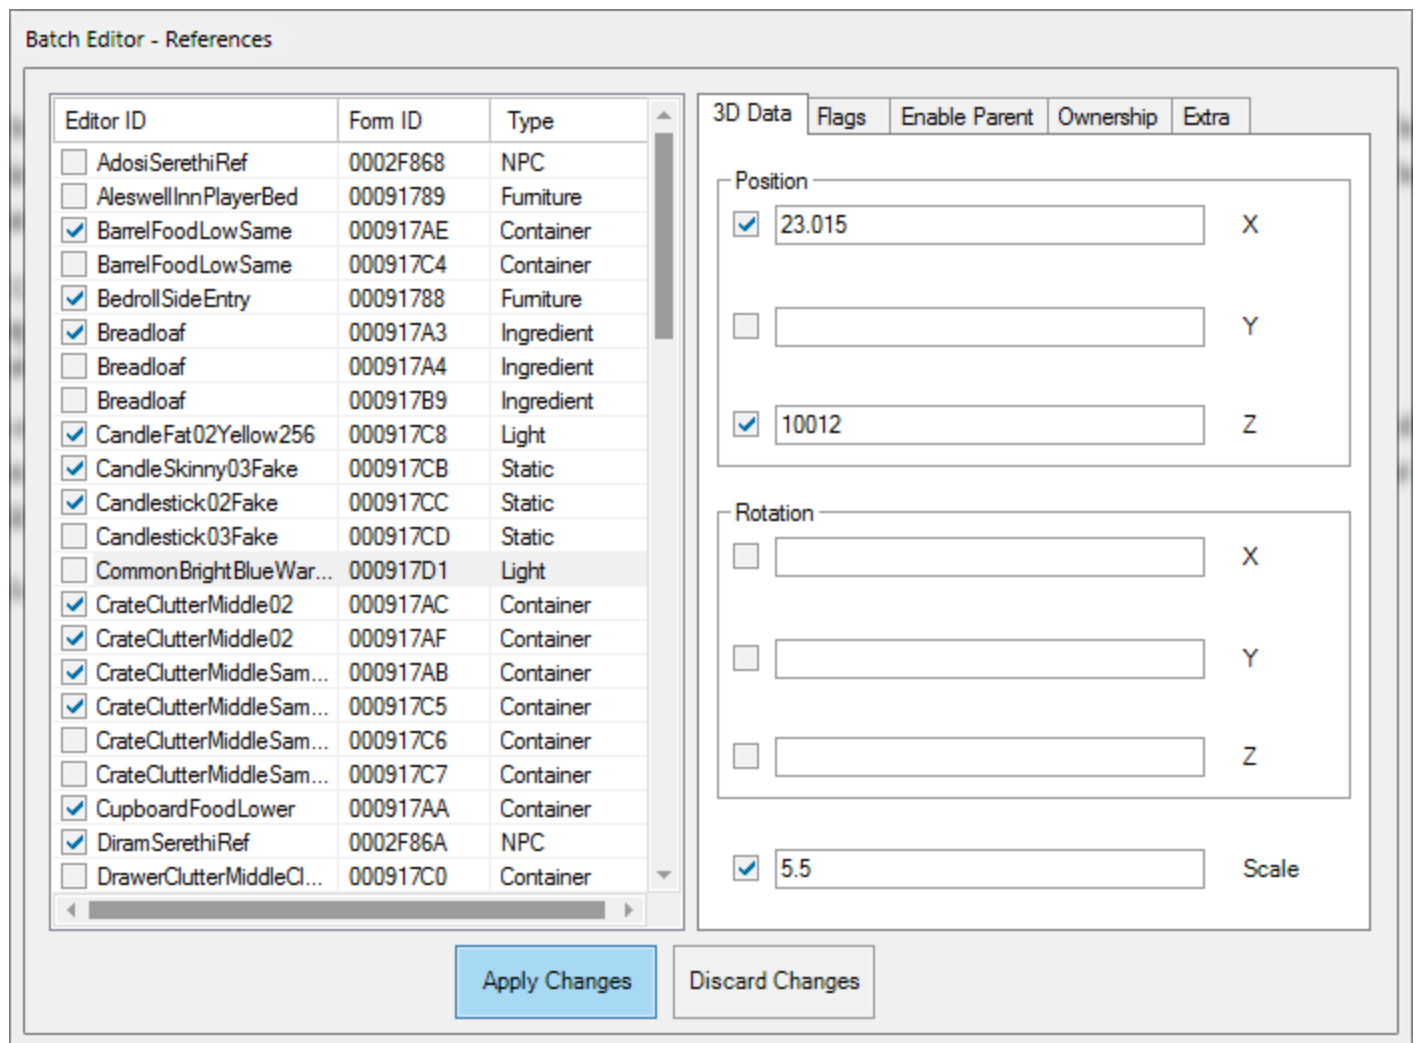 Batch Editor - References
Editor ID Form ID Type
AdosiSerethiRef 0002F868 NPC
AleswellInnPlayerBed 00091789 Furniture
BarrelFoodLowSame 000917AE Container
BarrelFoodLowSame 000917C4 Container
BedrollSideEntry 00091788 Furniture
Breadloaf 000917A3 Ingredient
Breadloaf 000917A4 Ingredient
Breadloaf 000917B9 Ingredient
CandleFat02Yellow256 000917C8 Light
CandleSkinny03Fake 000917CB Static
Candlestick02Fake 000917CC Static
Candlestick03Fake 000917CD Static
CommonBrightBlueWar... 000917D1 Light
CrateClutterMiddle02 000917AC Container
CrateClutterMiddle02 000917AF Container
CrateClutterMiddleSam... 000917AB Container
CrateClutterMiddleSam... 000917C5 Container
CrateClutterMiddleSam... 000917C6 Container
CrateClutterMiddleSam... 000917C7 Container
CupboardFoodLower 000917AA Container
DiramSerethiRef 0002F86A NPC
DrawerClutterMiddleCl... 000917C0 Container
3D Data Flags Enable Parent Ownership Extra
Position
23.015 X
Y
10012 Z
Rotation
X
Y
Z
5.5 Scale
Apply Changes Discard Changes